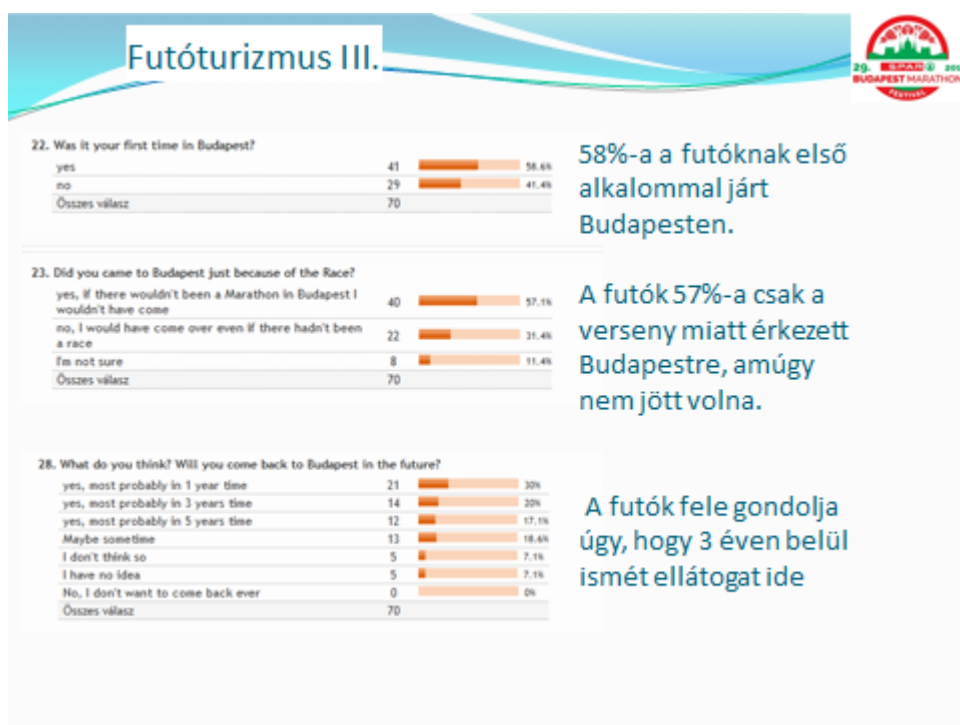 Futóturizmus III.
29. SPAR
BUDAPEST MARATHON
FESTIVAL
22. Was it your first time in Budapest?
yes 41 58.6%
no 29 41.4%
Összes válasz 70
58%-a a futóknak első
alkalommal járt
Budapesten.
23. Did you came to Budapest just because of the Race?
yes, if there wouldn't been a Marathon in Budapest I
wouldn't have come 40 57.1%
no, I would have come over even if there hadn't been
a race 22 31.4%
I'm not sure 8 11.4%
Összes válasz 70
A futók 57%-a csak a
verseny miatt érkezett
Budapestre, amúgy
nem jött volna.
28. What do you think? Will you come back to Budapest in the future?
yes, most probably in 1 year time 21 30%
yes, most probably in 3 years time 14 20%
yes, most probably in 5 years time 12 17.1%
Maybe sometime 13 18.6%
I don't think so 5 7.1%
I have no idea 5 7.1%
No, I don't want to come back ever 0 0%
Összes válasz 70
A futók fele gondolja
úgy, hogy 3 éven belül
ismét ellátogat ide